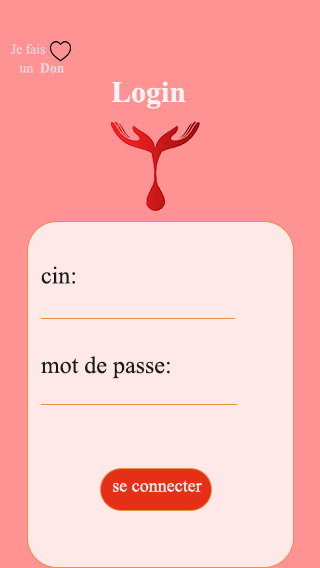 Je fais
un Don
Login
cin:
mot de passe:
se connecter